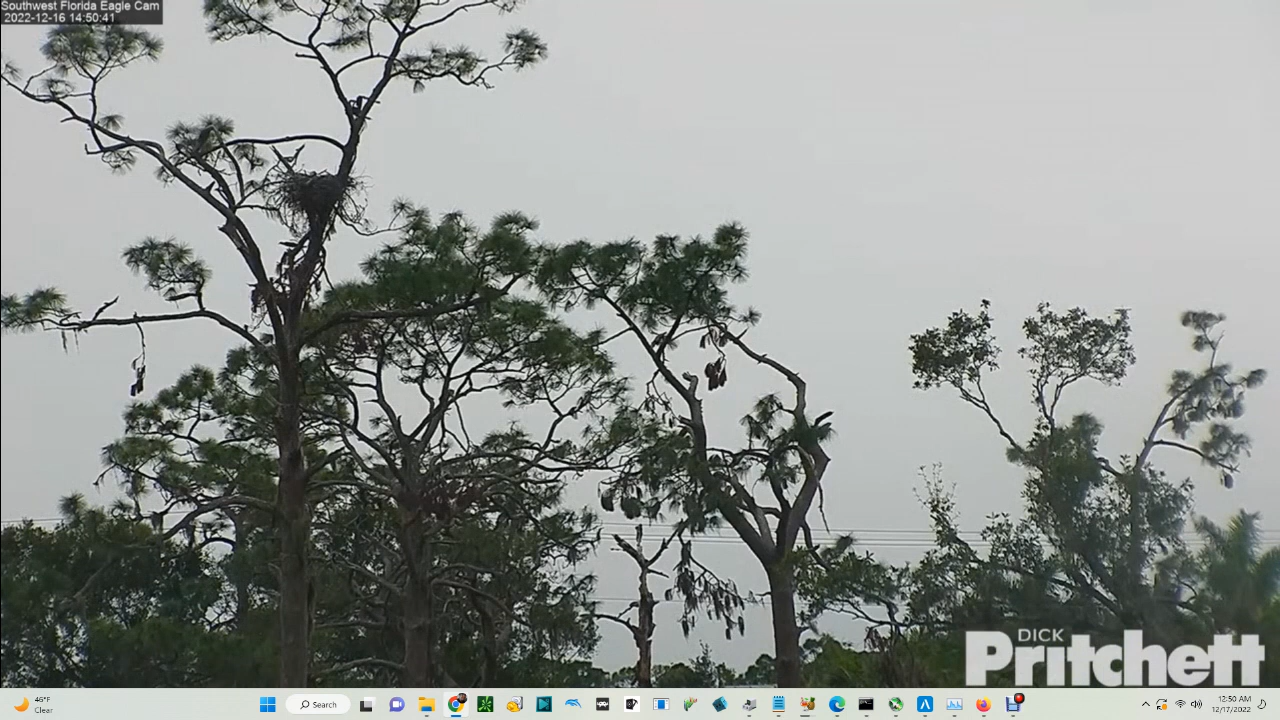 Southwest Florida Eagle Cam
2022-12-16 14:50:41
DICK
Pritchett
46°F
Clear
Search
12:50 AM
12/17/2022